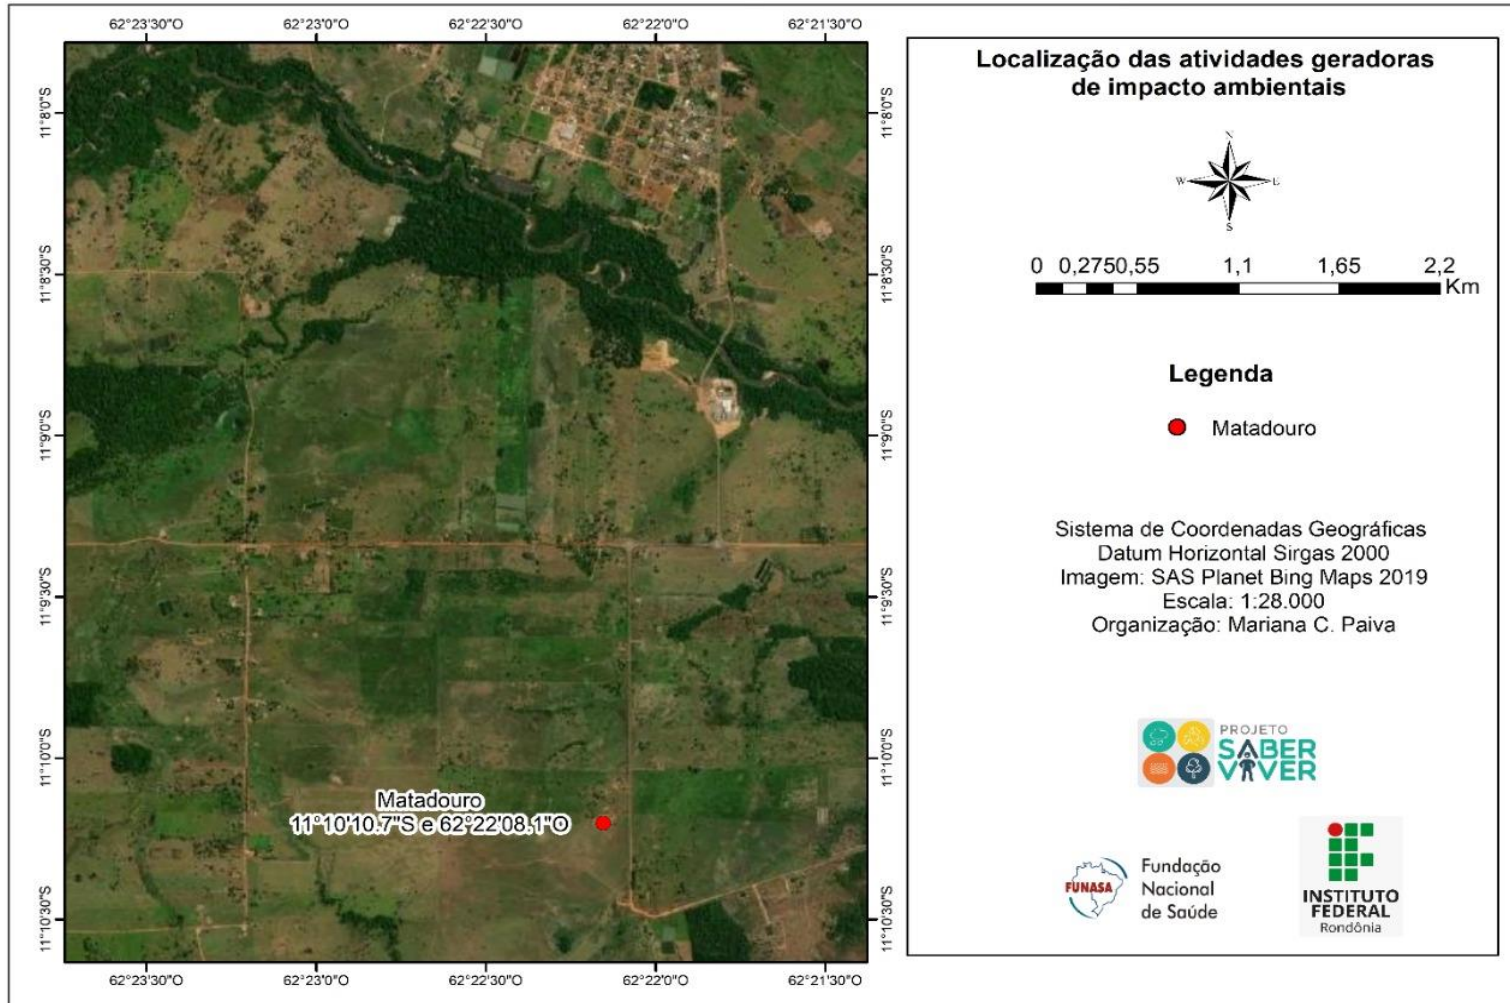 62°23'30"O 62°23'0"O 62°22'30"O 62°22'0"O 62°21'30"O
11°8'0"S 11°8'0"S
11°8'30"S 11°8'30"S
11°9'0"S 11°9'0"S
11°9'30"S 11°9'30"S
11°10'0"S 11°10'0"S
11°10'30"S 11°10'30"S
Matadouro
11°10'10.7"S e 62°22'08.1"O
62°23'30"O 62°23'0"O 62°22'30"O 62°22'0"O 62°21'30"O
Localização das atividades geradoras
de impacto ambientais
N
W E
S
0 0,2750,55 1,1 1,65 2,2
Km
Legenda
Matadouro
Sistema de Coordenadas Geográficas
Datum Horizontal Sirgas 2000
Imagem: SAS Planet Bing Maps 2019
Escala: 1:28.000
Organização: Mariana C. Paiva
PROJETO
SABER
VIVER
FUNASA
Fundação
Nacional
de Saúde
INSTITUTO
FEDERAL
Rondônia